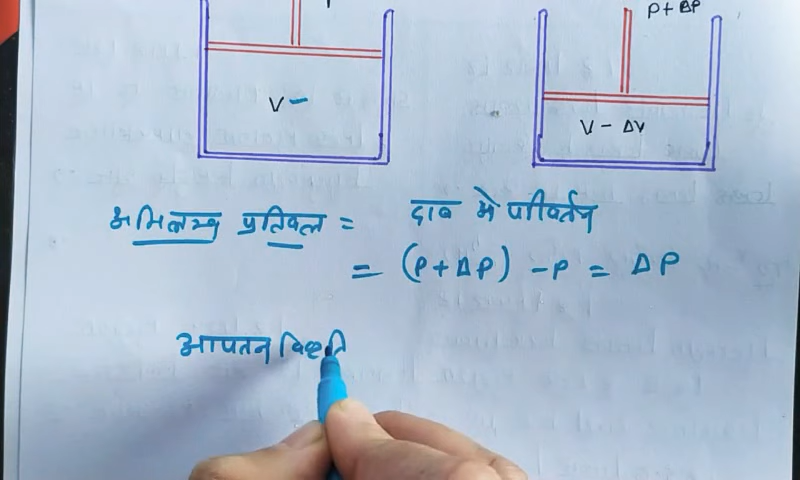 P + ΔP
V –
V – ΔV
अभिलम्ब प्रतिबल = दाब मे परिवर्तन
= (P + ΔP) – P = ΔP
आयतन विकृति